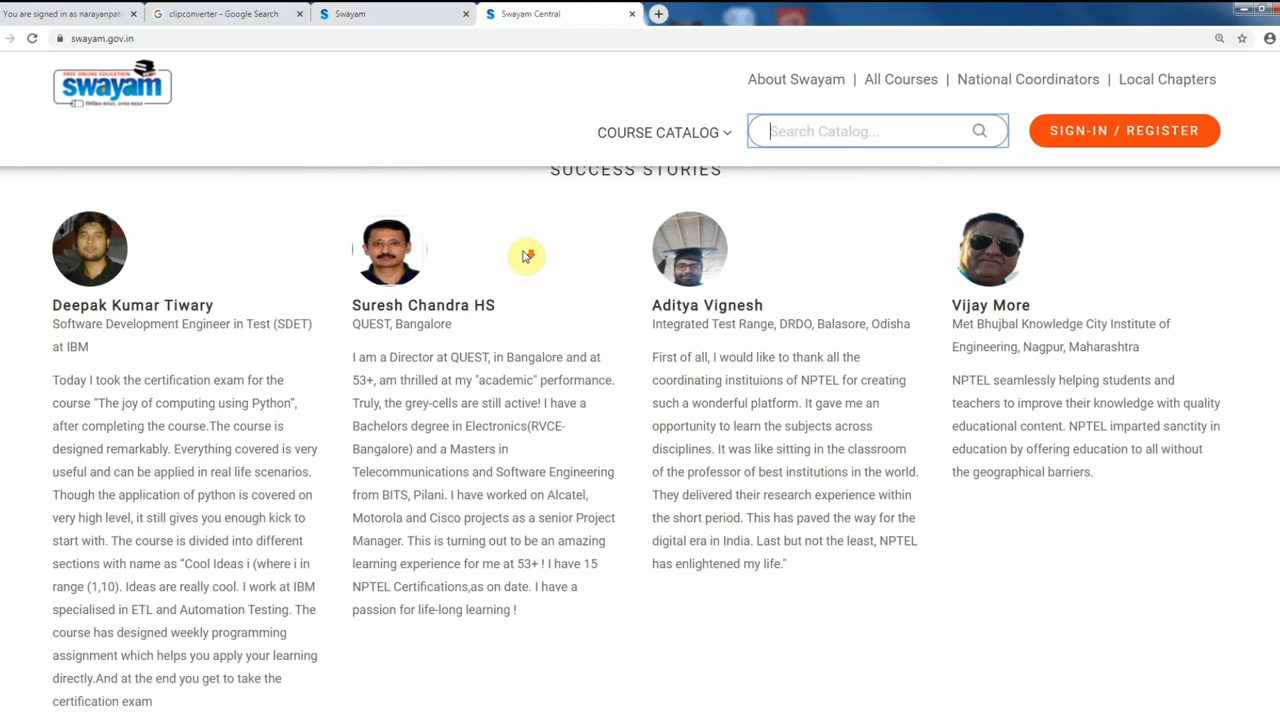 You are signed in as narayanpat
clipconverter - Google Search
Swayam
Swayam Central
swayam.gov.in
FREE ONLINE EDUCATION
swayam
About Swayam | All Courses | National Coordinators | Local Chapters
COURSE CATALOG
Search Catalog...
SIGN-IN / REGISTER
SUCCESS STORIES
Deepak Kumar Tiwary
Software Development Engineer in Test (SDET)
at IBM
Today I took the certification exam for the
course “The joy of computing using Python”,
after completing the course.The course is
designed remarkably. Everything covered is very
useful and can be applied in real life scenarios.
Though the application of python is covered on
very high level, it still gives you enough kick to
start with. The course is divided into different
sections with name as “Cool Ideas i (where i in
range (1,10). Ideas are really cool. I work at IBM
specialised in ETL and Automation Testing. The
course has designed weekly programming
assignment which helps you apply your learning
directly.And at the end you get to take the
certification exam
Suresh Chandra HS
QUEST, Bangalore
I am a Director at QUEST, in Bangalore and at
53+, am thrilled at my "academic" performance.
Truly, the grey-cells are still active! I have a
Bachelors degree in Electronics(RVCE-
Bangalore) and a Masters in
Telecommunications and Software Engineering
from BITS, Pilani. I have worked on Alcatel,
Motorola and Cisco projects as a senior Project
Manager. This is turning out to be an amazing
learning experience for me at 53+ ! I have 15
NPTEL Certifications,as on date. I have a
passion for life-long learning !
Aditya Vignesh
Integrated Test Range, DRDO, Balasore, Odisha
First of all, I would like to thank all the
coordinating instituions of NPTEL for creating
such a wonderful platform. It gave me an
opportunity to learn the subjects across
disciplines. It was like sitting in the classroom
of the professor of best institutions in the world.
They delivered their research experience within
the short period. This has paved the way for the
digital era in India. Last but not the least, NPTEL
has enlightened my life."
Vijay More
Met Bhujbal Knowledge City Institute of
Engineering, Nagpur, Maharashtra
NPTEL seamlessly helping students and
teachers to improve their knowledge with quality
educational content. NPTEL imparted sanctity in
education by offering education to all without
the geographical barriers.